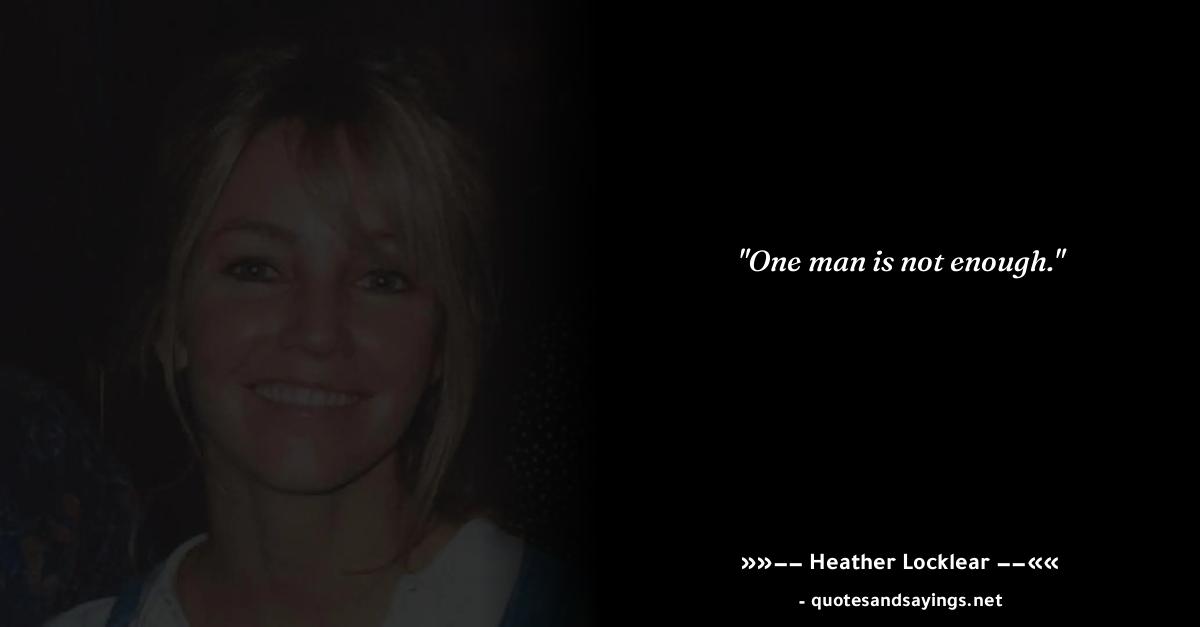 "One man is not enough."
»»–– Heather Locklear ––««
- quotesandsayings.net